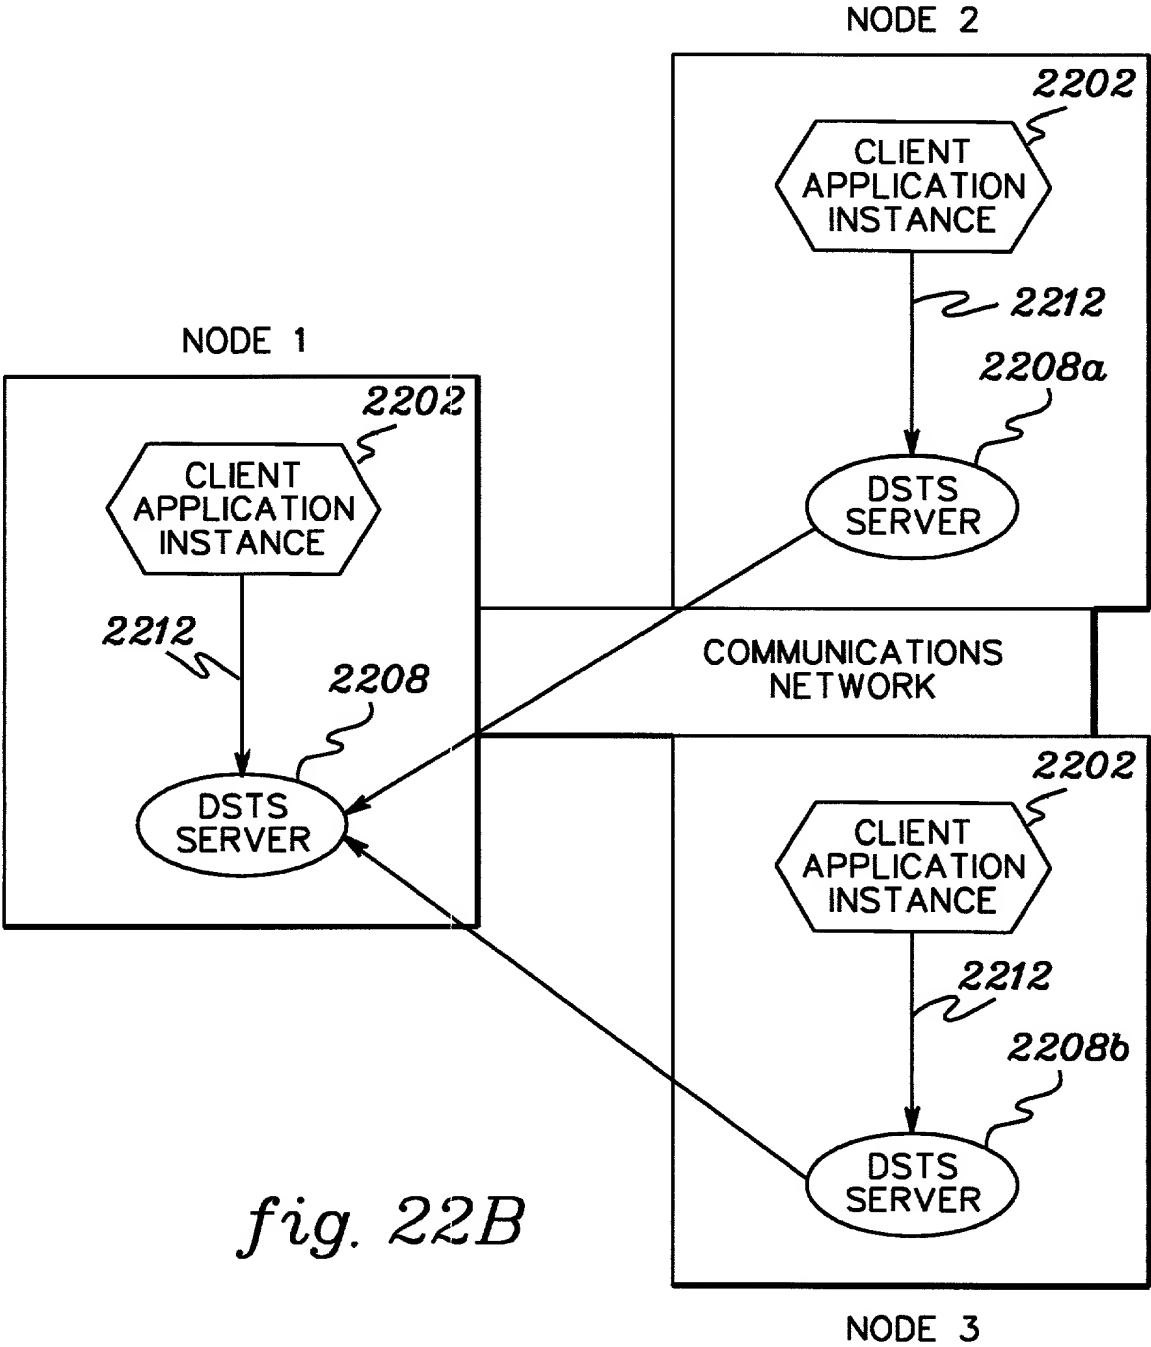 NODE 2
2202
CLIENT
APPLICATION
INSTANCE
2212
2208a
DSTS
SERVER
NODE 1
2202
CLIENT
APPLICATION
INSTANCE
2212
2208
DSTS
SERVER
COMMUNICATIONS
NETWORK
2202
CLIENT
APPLICATION
INSTANCE
2212
2208b
DSTS
SERVER
NODE 3
fig. 22B